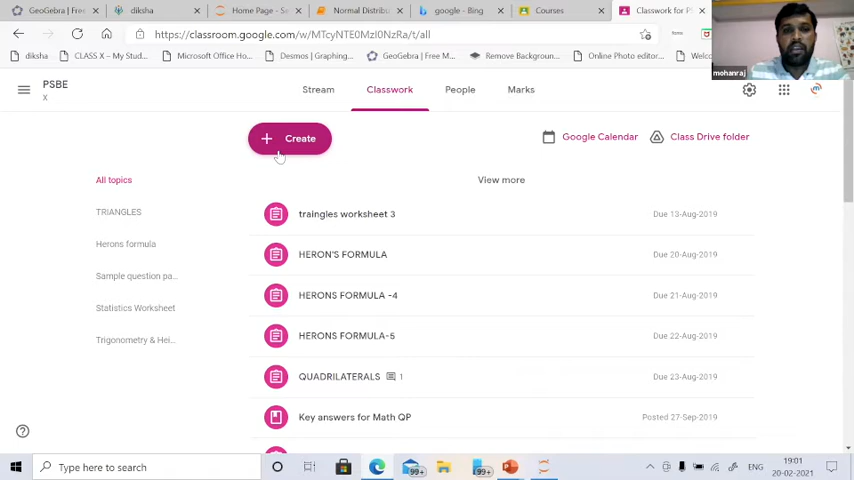 GeoGebra | Free
diksha
Home Page - Se
Normal Distribu
google - Bing
Courses
Classwork for PS
https://classroom.google.com/w/MTcyNTE0MzI0NzRa/t/all
diksha
CLASS X – My Stud...
Microsoft Office Ho...
Desmos | Graphing...
GeoGebra | Free M...
Remove Backgroun...
Online Photo editor...
Welco
mohanraj
PSBE
X
Stream
Classwork
People
Marks
+ Create
Google Calendar
Class Drive folder
All topics
View more
TRIANGLES
Herons formula
Sample question pa...
Statistics Worksheet
Trigonometry & Hei...
traingles worksheet 3
Due 13-Aug-2019
HERON'S FORMULA
Due 20-Aug-2019
HERONS FORMULA -4
Due 21-Aug-2019
HERONS FORMULA-5
Due 22-Aug-2019
QUADRILATERALS 1
Due 23-Aug-2019
Key answers for Math QP
Posted 27-Sep-2019
Type here to search
99+
99+
ENG
19:01
20-02-2021